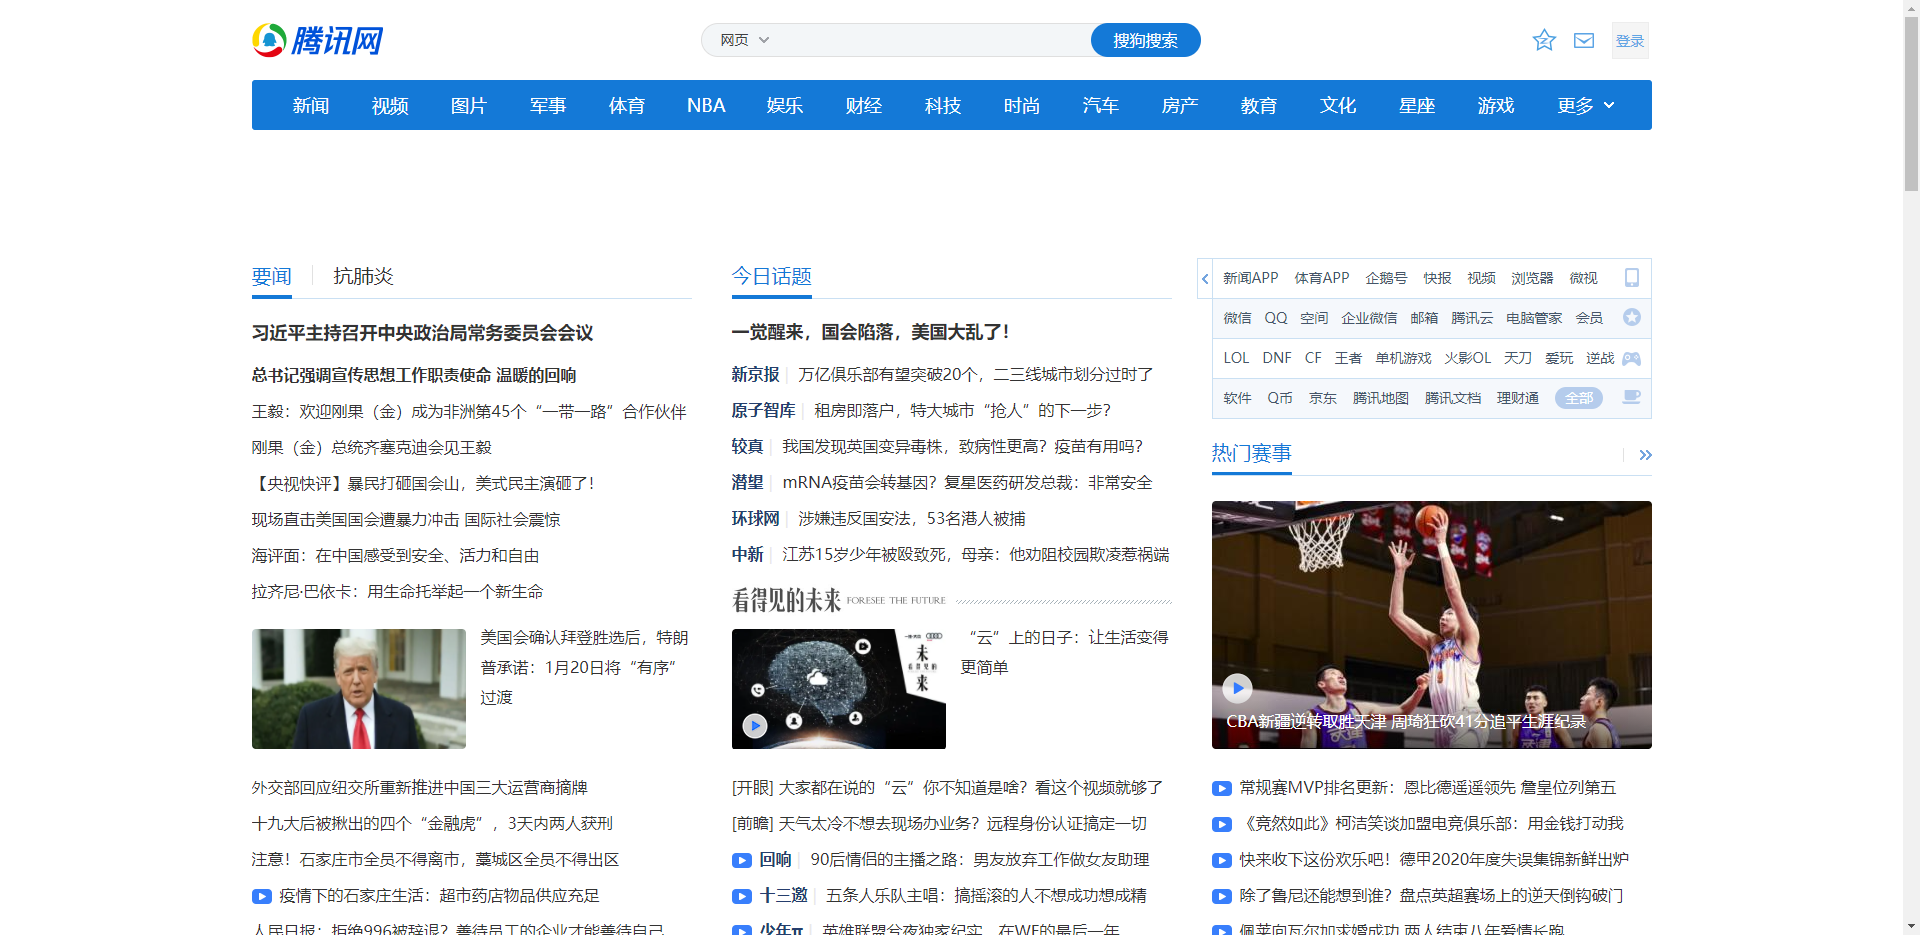 腾讯网
网页
搜狗搜索
登录
新闻 视频 图片 军事 体育 NBA 娱乐 财经 科技 时尚 汽车 房产 教育 文化 星座 游戏 更多
要闻 抗肺炎
习近平主持召开中央政治局常务委员会会议
总书记强调宣传思想工作职责使命 温暖的回响
王毅：欢迎刚果（金）成为非洲第45个“一带一路”合作伙伴
刚果（金）总统齐塞克迪会见王毅
【央视快评】暴民打砸国会山，美式民主演砸了！
现场直击美国国会遭暴力冲击 国际社会震惊
海评面：在中国感受到安全、活力和自由
拉齐尼·巴依卡：用生命托举起一个新生命
美国会确认拜登胜选后，特朗
普承诺：1月20日将“有序”
过渡
外交部回应纽交所重新推进中国三大运营商摘牌
十九大后被揪出的四个“金融虎”，3天内两人获刑
注意！石家庄市全员不得离市，藁城区全员不得出区
疫情下的石家庄生活：超市药店物品供应充足
人民日报：拒绝996被辞退？善待员工的企业才能善待自己
今日话题
一觉醒来，国会陷落，美国大乱了！
新京报 万亿俱乐部有望突破20个，二三线城市划分过时了
原子智库 租房即落户，特大城市“抢人”的下一步？
较真 我国发现英国变异毒株，致病性更高？疫苗有用吗？
潜望 mRNA疫苗会转基因？复星医药研发总裁：非常安全
环球网 涉嫌违反国安法，53名港人被捕
中新 江苏15岁少年被殴致死，母亲：他劝阻校园欺凌惹祸端
看得见的未来 FORESEE THE FUTURE
未
看得见的
来
“云”上的日子：让生活变得
更简单
[开眼] 大家都在说的“云”你不知道是啥？看这个视频就够了
[前瞻] 天气太冷不想去现场办业务？远程身份认证搞定一切
回响 90后情侣的主播之路：男友放弃工作做女友助理
十三邀 五条人乐队主唱：搞摇滚的人不想成功想成精
少年π 英雄联盟兮夜独家纪实，在WE的最后一年
新闻APP 体育APP 企鹅号 快报 视频 浏览器 微视
微信 QQ 空间 企业微信 邮箱 腾讯云 电脑管家 会员
LOL DNF CF 王者 单机游戏 火影OL 天刀 爱玩 逆战
软件 Q币 京东 腾讯地图 腾讯文档 理财通 全部
热门赛事
CBA新疆逆转取胜天津 周琦狂砍41分追平生涯纪录
常规赛MVP排名更新：恩比德遥遥领先 詹皇位列第五
《竟然如此》柯洁笑谈加盟电竞俱乐部：用金钱打动我
快来收下这份欢乐吧！德甲2020年度失误集锦新鲜出炉
除了鲁尼还能想到谁？盘点英超赛场上的逆天倒钩破门
佩莱向瓦尔加求婚成功 两人结束八年爱情长跑